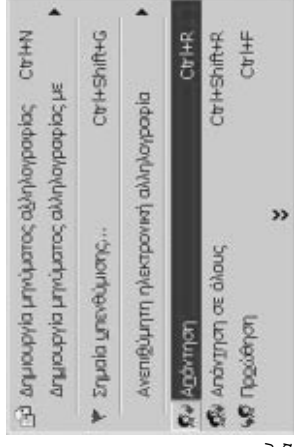 Δημιουργία μηνύματος αλληλογραφίας Ctrl+N
Δημιουργία μηνύματος αλληλογραφίας με
Σημαία υπενθύμισης... Ctrl+Shift+G
Ανεπιθύμητη ηλεκτρονική αλληλογραφία
Απάντηση Ctrl+R
Απάντηση σε όλους Ctrl+Shift+R
Προώθηση Ctrl+F